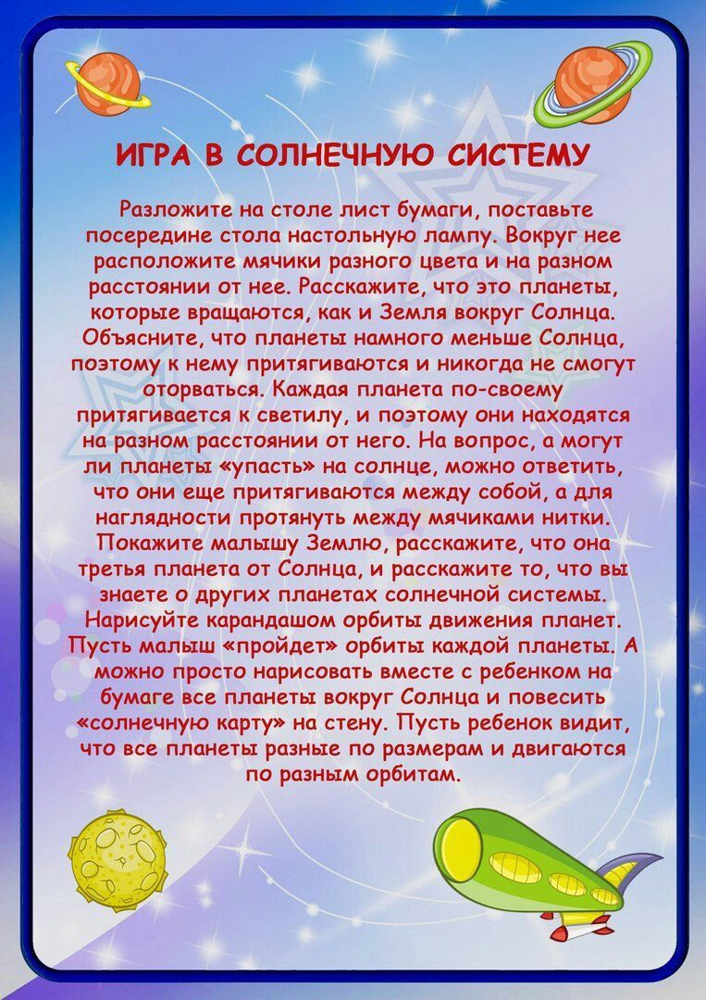 ИГРА В СОЛНЕЧНУЮ СИСТЕМУ
Разложите на столе лист бумаги, поставьте
посередине стола настольную лампу. Вокруг нее
расположите мячики разного цвета и на разном
расстоянии от нее. Расскажите, что это планеты,
которые вращаются, как и Земля вокруг Солнца.
Объясните, что планеты намного меньше Солнца,
поэтому к нему притягиваются и никогда не смогут
оторваться. Каждая планета по-своему
притягивается к светилу, и поэтому они находятся
на разном расстоянии от него. На вопрос, а могут
ли планеты «упасть» на солнце, можно ответить,
что они еще притягиваются между собой, а для
наглядности протянуть между мячиками нитки.
Покажите малышу Землю, расскажите, что она
третья планета от Солнца, и расскажите то, что вы
знаете о других планетах солнечной системы.
Нарисуйте карандашом орбиты движения планет.
Пусть малыш «пройдет» орбиты каждой планеты. А
можно просто нарисовать вместе с ребенком на
бумаге все планеты вокруг Солнца и повесить
«солнечную карту» на стену. Пусть ребенок видит,
что все планеты разные по размерам и двигаются
по разным орбитам.